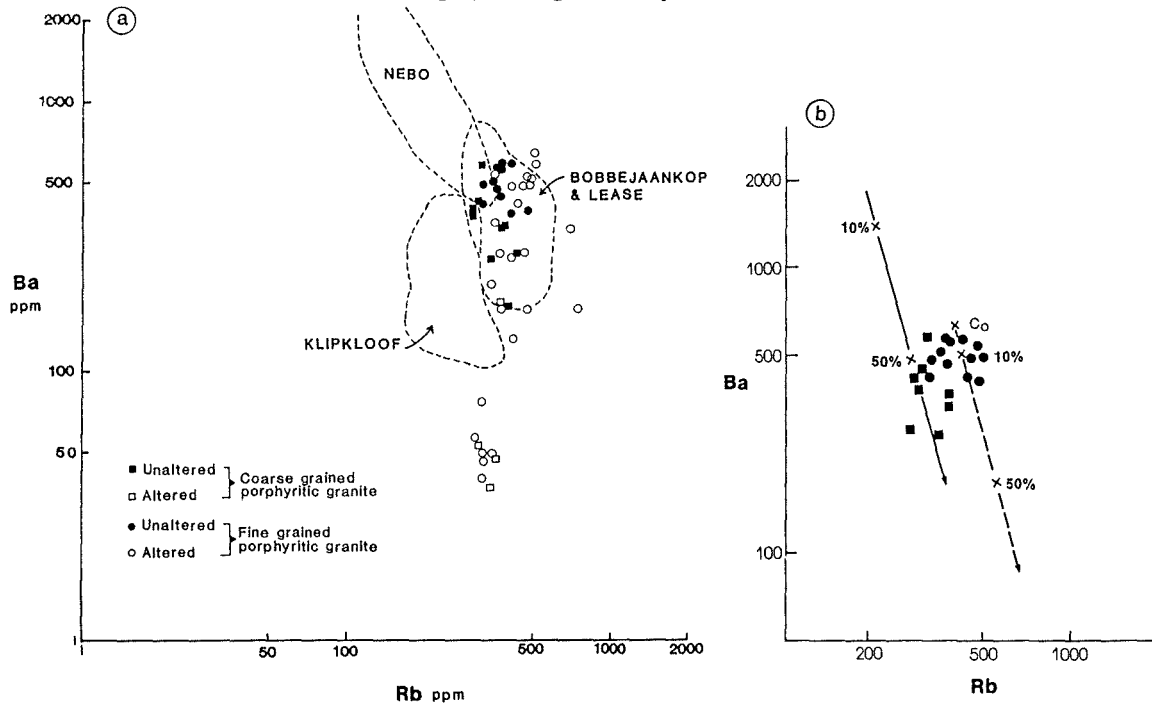 a
2000
NEBO
1000
500
BOBBEJAANKOP
& LEASE
Ba
ppm
KLIPKLOOF
100
50
Unaltered
Altered
Coarse grained
porphyritic granite
Unaltered
Altered
Fine grained
porphyritic granite
1
1
50
100
500
1000
2000
Rb ppm
b
2000
10%
1000
Co
500
50%
10%
Ba
50%
100
200
500
1000
Rb